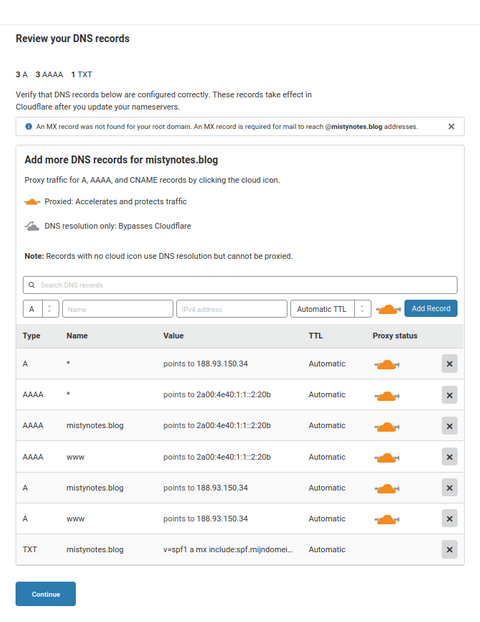 Review your DNS records
3 A 3 AAAA 1 TXT
Verify that DNS records below are configured correctly. These records take effect in
Cloudflare after you update your nameservers.
An MX record was not found for your root domain. An MX record is required for mail to reach @mistynotes.blog addresses.
Add more DNS records for mistynotes.blog
Proxy traffic for A, AAAA, and CNAME records by clicking the cloud icon.
Proxied: Accelerates and protects traffic
DNS resolution only: Bypasses Cloudflare
Note: Records with no cloud icon use DNS resolution but cannot be proxied.
Search DNS records
A Name IPv4 address Automatic TTL Add Record
Type Name Value TTL Proxy status
A * points to 188.93.150.34 Automatic
AAAA * points to 2a00:4e40:1:1::2:20b Automatic
AAAA mistynotes.blog points to 2a00:4e40:1:1::2:20b Automatic
AAAA www points to 2a00:4e40:1:1::2:20b Automatic
A mistynotes.blog points to 188.93.150.34 Automatic
A www points to 188.93.150.34 Automatic
TXT mistynotes.blog v=spf1 a mx include:spf.mijndomei... Automatic
Continue